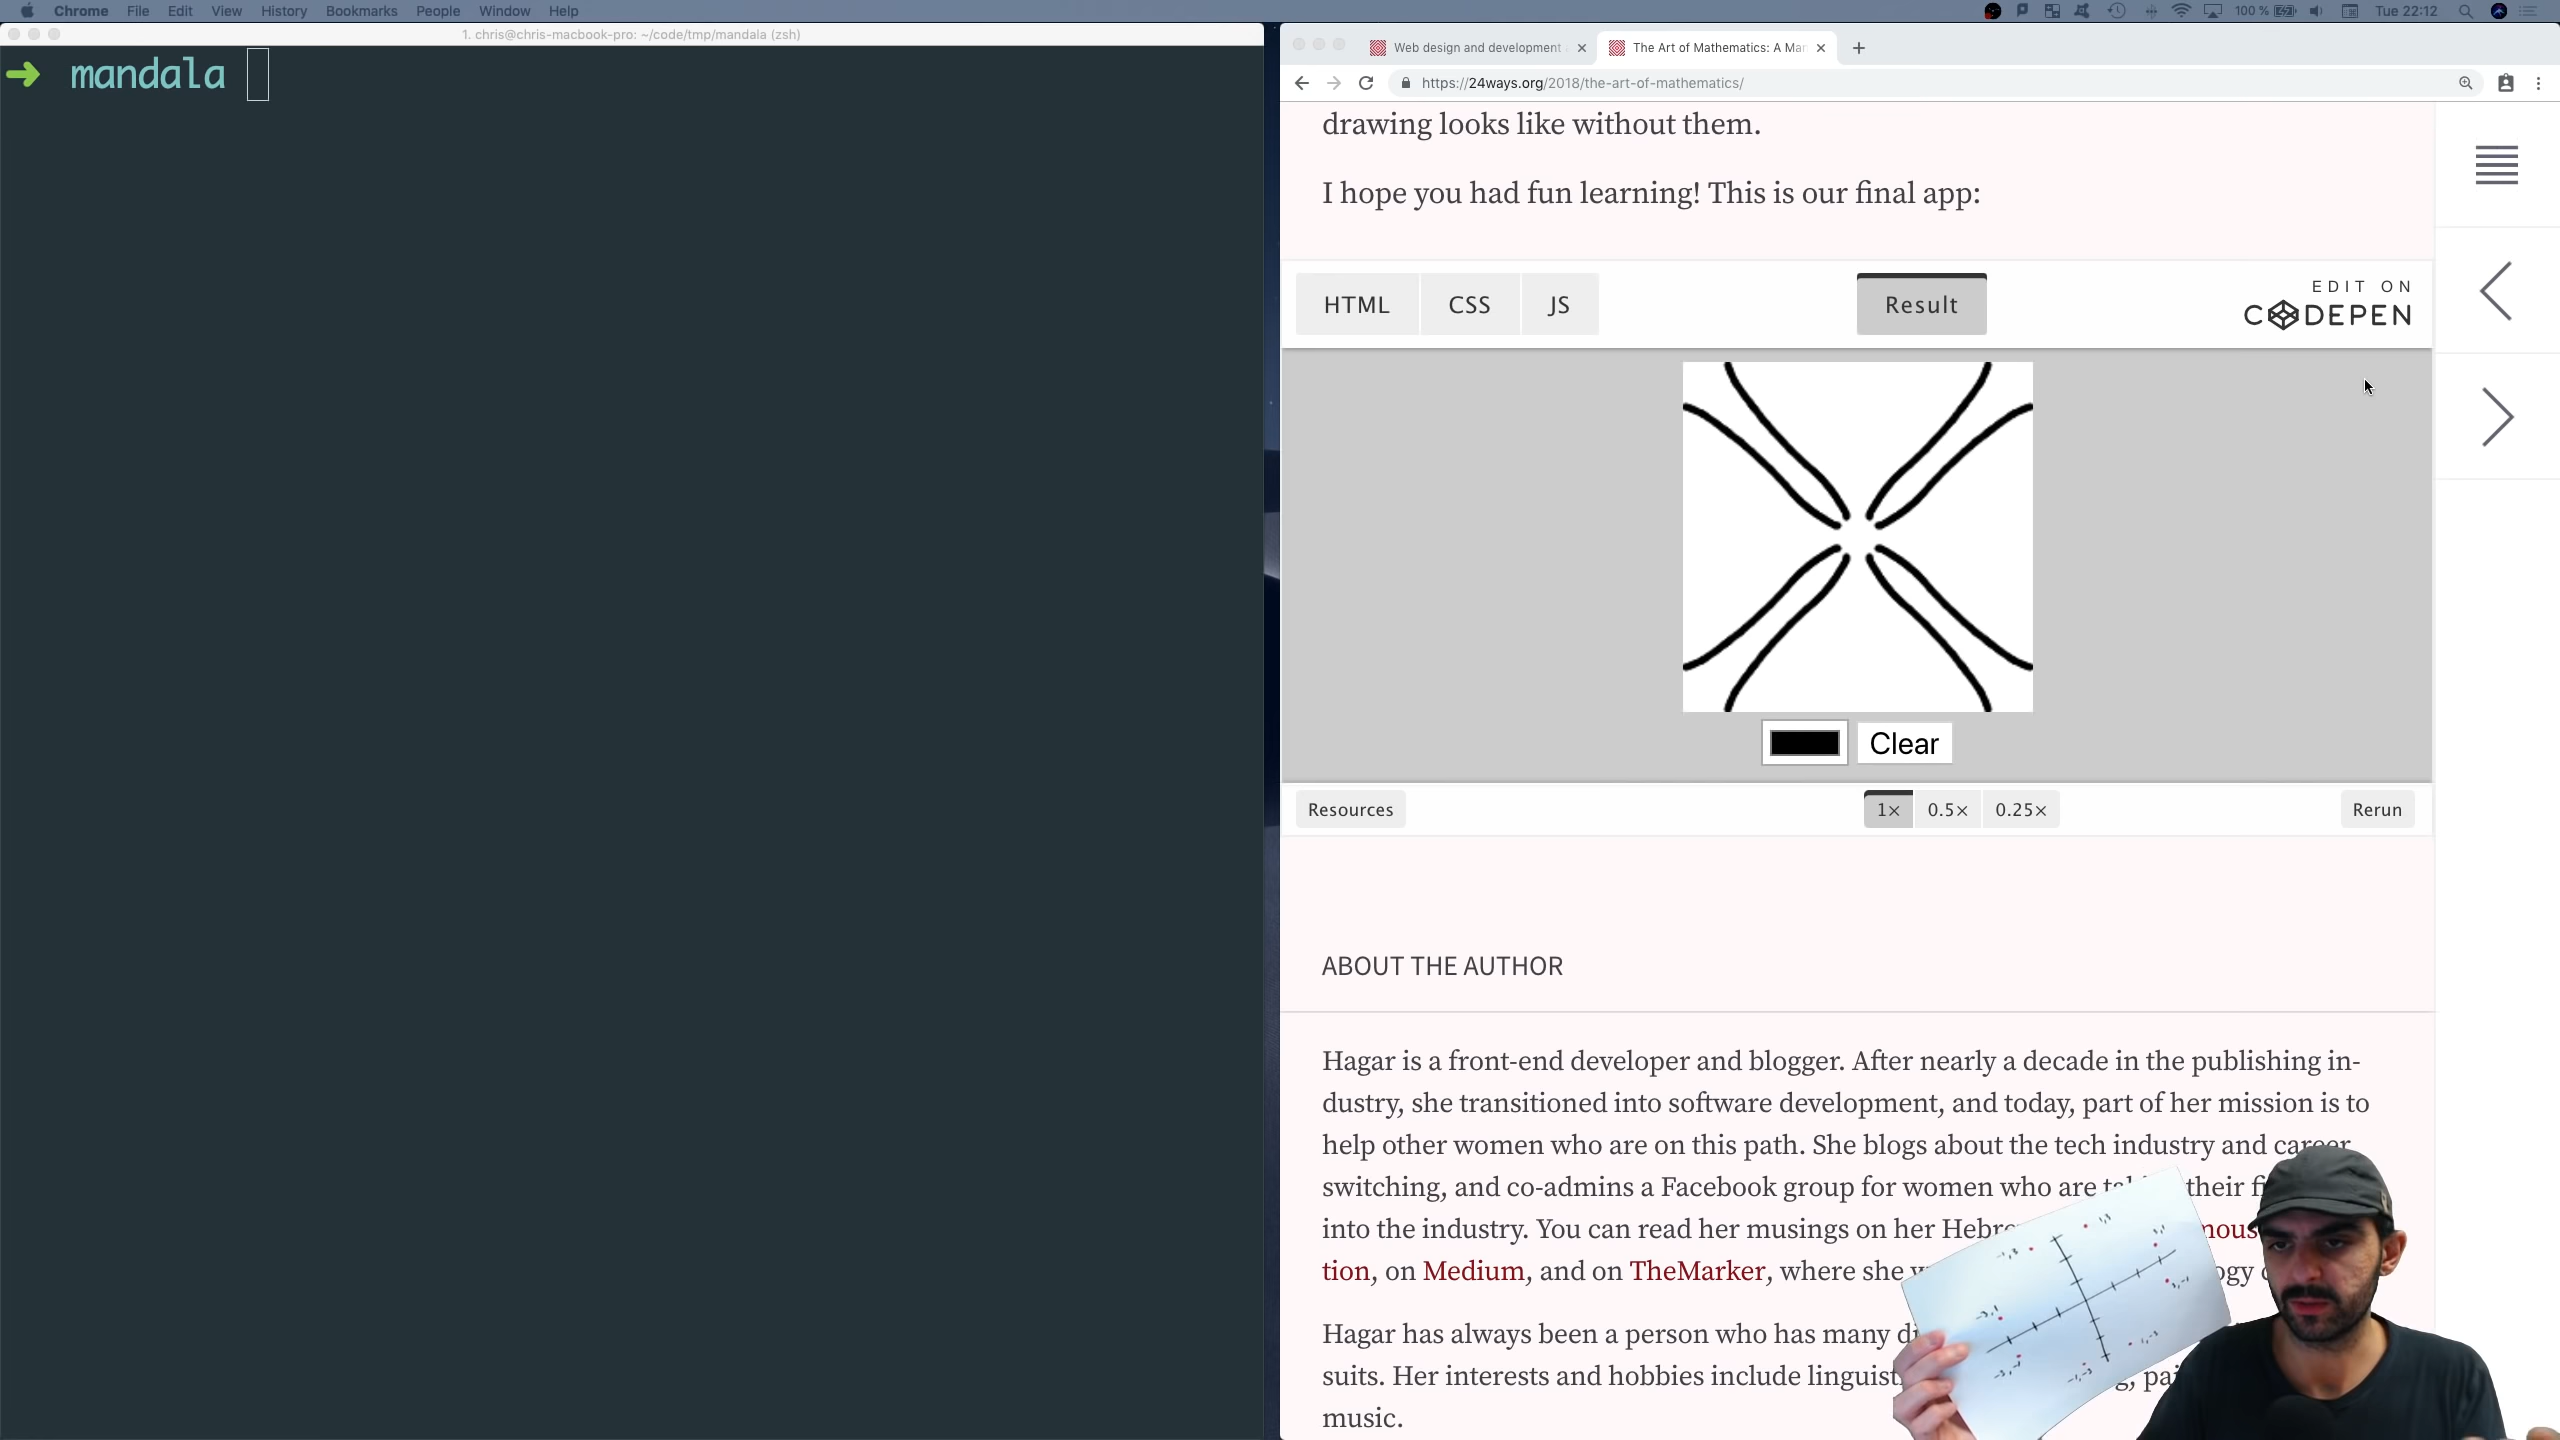 Chrome File Edit View History Bookmarks People Window Help
100 % Tue 22:12
1. chris@chris-macbook-pro: ~/code/tmp/mandala (zsh)
mandala
Web design and development
The Art of Mathematics: A Man
https://24ways.org/2018/the-art-of-mathematics/
drawing looks like without them.
I hope you had fun learning! This is our final app:
HTML CSS JS Result EDIT ON
CODEPEN
Clear
Resources 1× 0.5× 0.25× Rerun
ABOUT THE AUTHOR
Hagar is a front-end developer and blogger. After nearly a decade in the publishing in-
dustry, she transitioned into software development, and today, part of her mission is to
help other women who are on this path. She blogs about the tech industry and career
switching, and co-admins a Facebook group for women who are their
into the industry. You can read her musings on her
tion, on Medium, and on TheMarker, where she
Hagar has always been a person who has many
suits. Her interests and hobbies include
music.